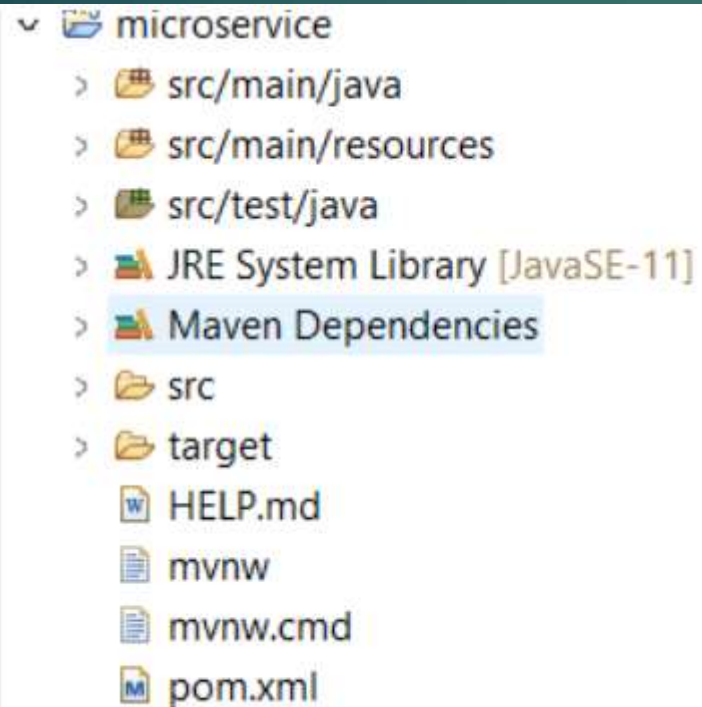 microservice
src/main/java
src/main/resources
src/test/java
JRE System Library [JavaSE-11]
Maven Dependencies
src
target
HELP.md
mvnw
mvnw.cmd
pom.xml